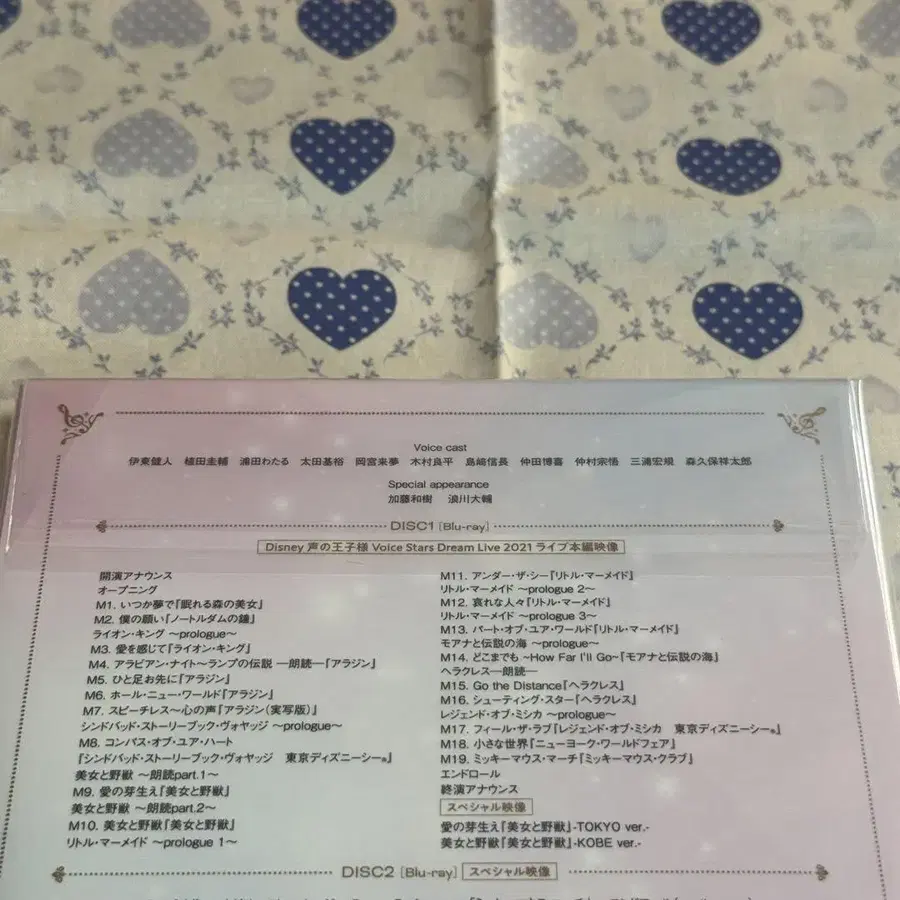 Voice cast
伊東健人 植田圭輔 浦田わたる 太田基裕 岡宮来夢 木村良平 島﨑信長 仲田博喜 仲村宗悟 三浦宏規 森久保祥太郎
Special appearance
加藤和樹 浪川大輔
DISC1 [Blu-ray]
Disney 声の王子様 Voice Stars Dream Live 2021 ライブ本編映像
開演アナウンス
オープニング
M1. いつか夢で『眠れる森の美女』
M2. 僕の願い『ノートルダムの鐘』
ライオン・キング ～prologue～
M3. 愛を感じて『ライオン・キング』
M4. アラビアン・ナイト～ランプの伝説 ―朗読―『アラジン』
M5. ひと足お先に『アラジン』
M6. ホール・ニュー・ワールド『アラジン』
M7. スピーチレス～心の声『アラジン（実写版）』
シンドバッド・ストーリーブック・ヴォヤッジ ～prologue～
M8. コンパス・オブ・ユア・ハート
『シンドバッド・ストーリーブック・ヴォヤッジ 東京ディズニーシー®』
美女と野獣 ～朗読part.1～
M9. 愛の芽生え『美女と野獣』
美女と野獣 ～朗読part.2～
M10. 美女と野獣『美女と野獣』
リトル・マーメイド ～prologue 1～
M11. アンダー・ザ・シー『リトル・マーメイド』
リトル・マーメイド ～prologue 2～
M12. 哀れな人々『リトル・マーメイド』
リトル・マーメイド ～prologue 3～
M13. パート・オブ・ユア・ワールド『リトル・マーメイド』
モアナと伝説の海 ～prologue～
M14. どこまでも ~How Far I'll Go~『モアナと伝説の海』
ヘラクレス―朗読―
M15. Go the Distance『ヘラクレス』
M16. シューティング・スター『ヘラクレス』
レジェンド・オブ・ミシカ ～prologue～
M17. フィール・ザ・ラブ『レジェンド・オブ・ミシカ 東京ディズニーシー®』
M18. 小さな世界『ニューヨーク・ワールドフェア』
M19. ミッキーマウス・マーチ『ミッキーマウス・クラブ』
エンドロール
終演アナウンス
スペシャル映像
愛の芽生え『美女と野獣』-TOKYO ver.-
美女と野獣『美女と野獣』-KOBE ver.-
DISC2 [Blu-ray] スペシャル映像